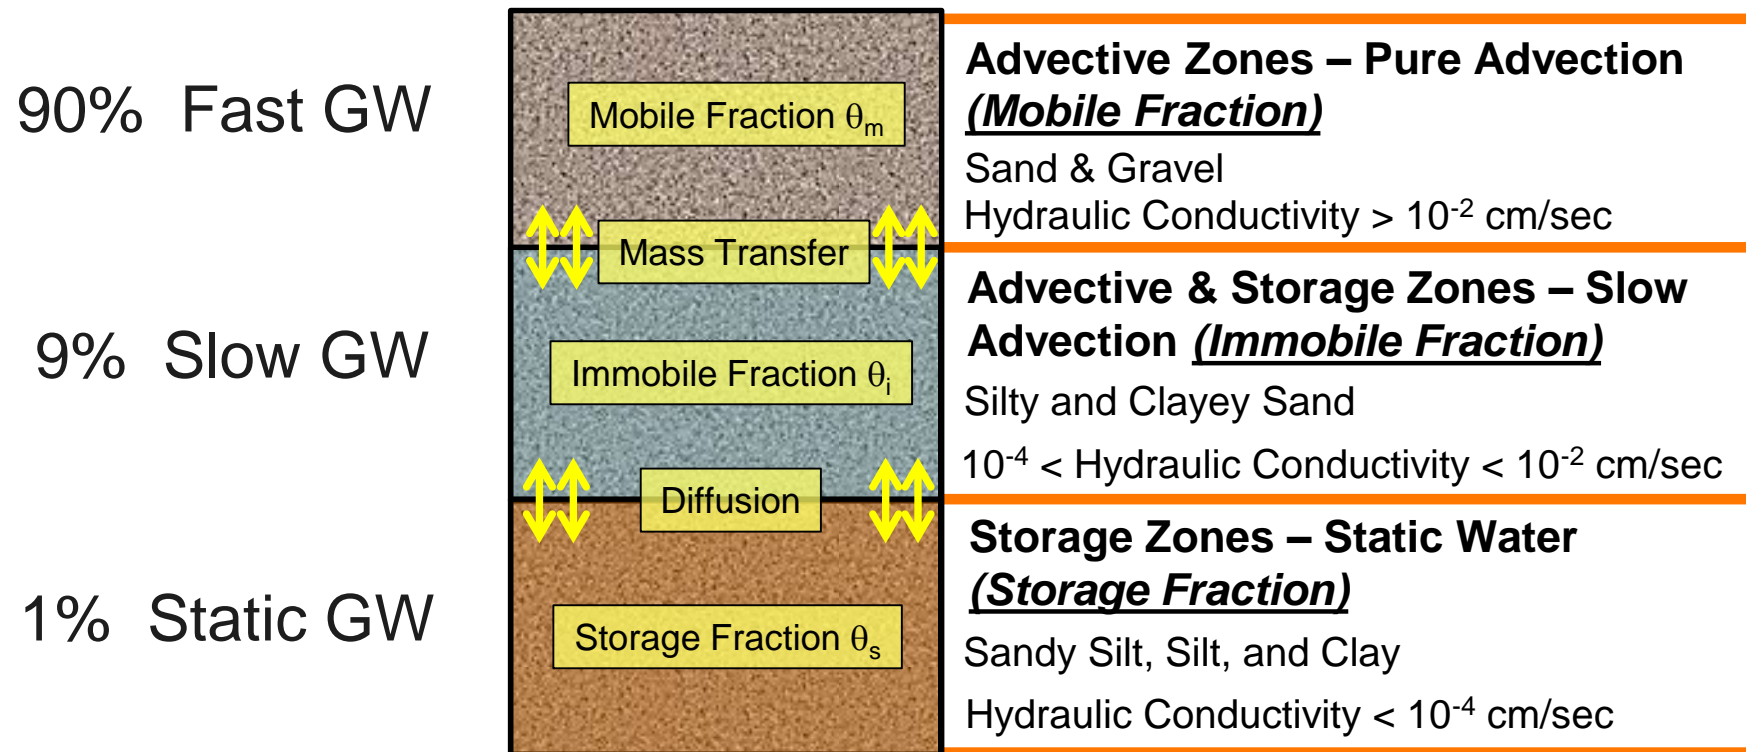 90% Fast GW
9% Slow GW
1% Static GW
Mobile Fraction θm
Mass Transfer
Immobile Fraction θi
Diffusion
Storage Fraction θs
Advective Zones – Pure Advection
(Mobile Fraction)
Sand & Gravel
Hydraulic Conductivity > 10-2 cm/sec
Advective & Storage Zones – Slow
Advection (Immobile Fraction)
Silty and Clayey Sand
10-4 < Hydraulic Conductivity < 10-2 cm/sec
Storage Zones – Static Water
(Storage Fraction)
Sandy Silt, Silt, and Clay
Hydraulic Conductivity < 10-4 cm/sec